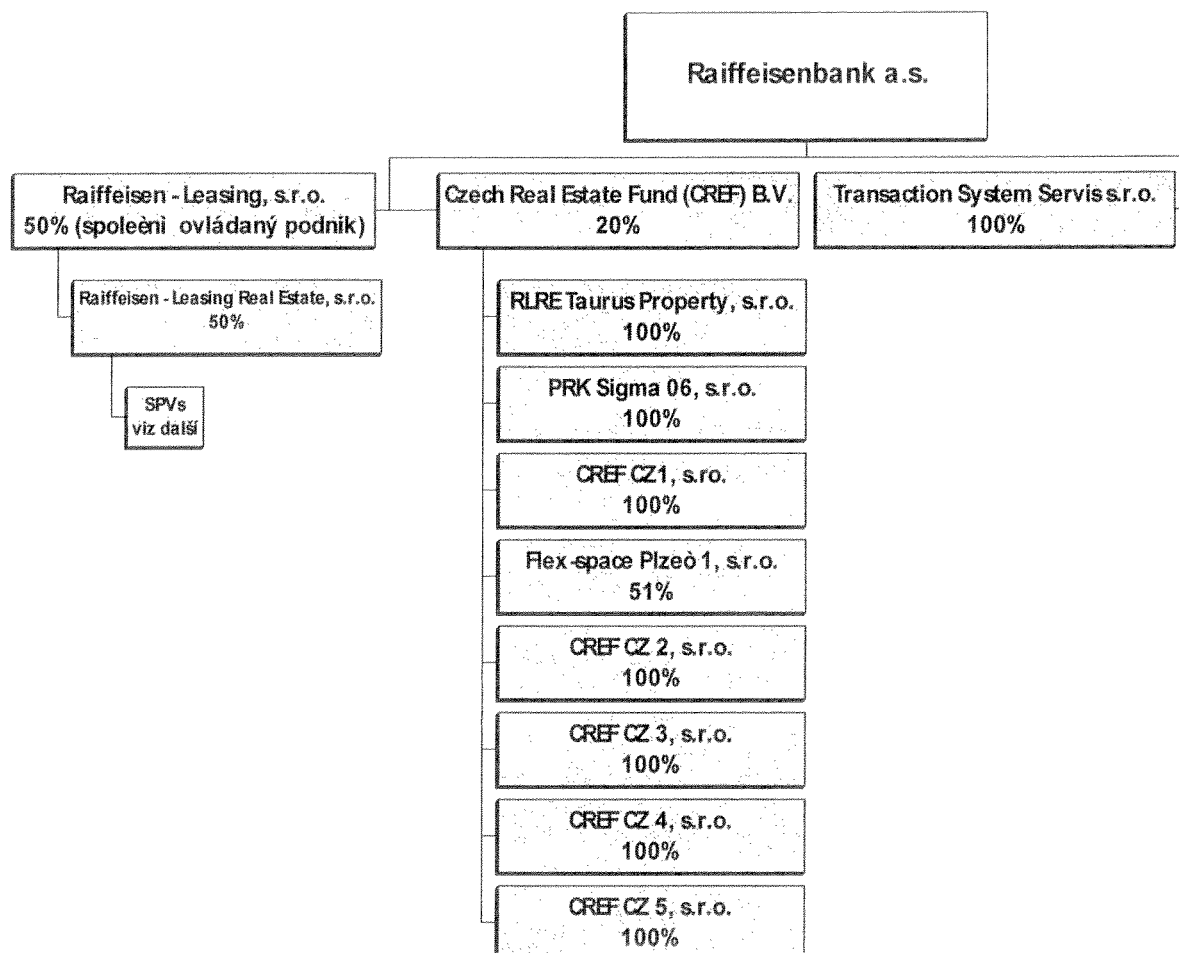 Raiffeisenbank a.s.
Raiffeisen - Leasing, s.r.o.
50% (spoleèni ovládaný podnik)
Czech Real Estate Fund (CREF) B.V.
20%
Transaction System Servis s.r.o.
100%
Raiffeisen - Leasing Real Estate, s.r.o.
50%
SPVs
viz další
RLRE Taurus Property, s.r.o.
100%
PRK Sigma 06, s.r.o.
100%
CREF CZ1, s.ro.
100%
Flex-space Plzeò 1, s.r.o.
51%
CREF CZ 2, s.r.o.
100%
CREF CZ 3, s.r.o.
100%
CREF CZ 4, s.r.o.
100%
CREF CZ 5, s.r.o.
100%